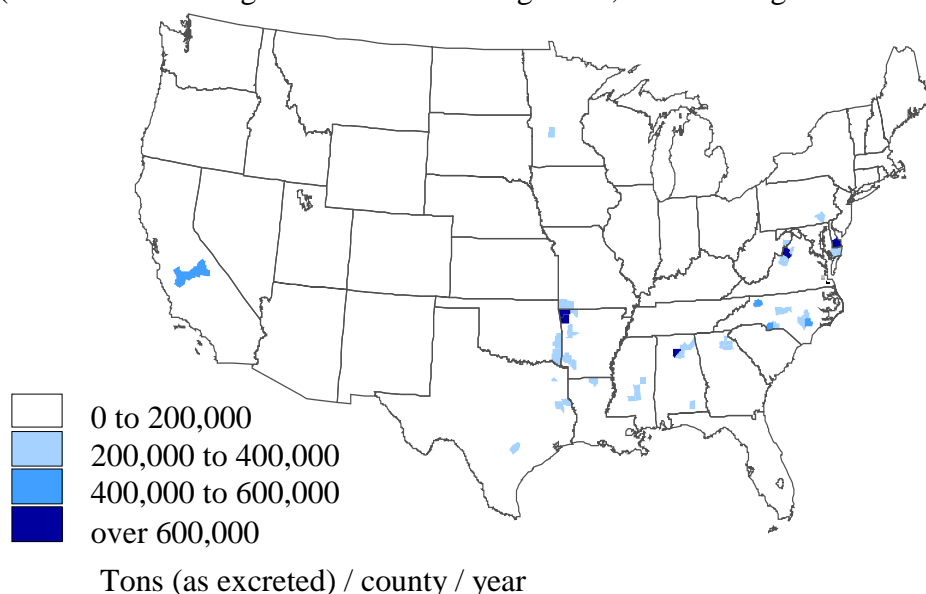 0 to 200,000
200,000 to 400,000
400,000 to 600,000
over 600,000
Tons (as excreted) / county / year